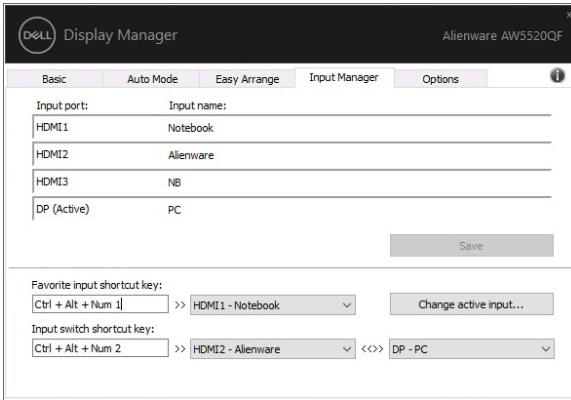 DELL Display Manager Alienware AW5520QF
Basic Auto Mode Easy Arrange Input Manager Options
Input port: Input name:
HDMI1 Notebook
HDMI2 Alienware
HDMI3 NB
DP (Active) PC
Save
Favorite input shortcut key:
Ctrl + Alt + Num 1 >> HDMI1 - Notebook Change active input...
Input switch shortcut key:
Ctrl + Alt + Num 2 >> HDMI2 - Alienware <<>> DP - PC